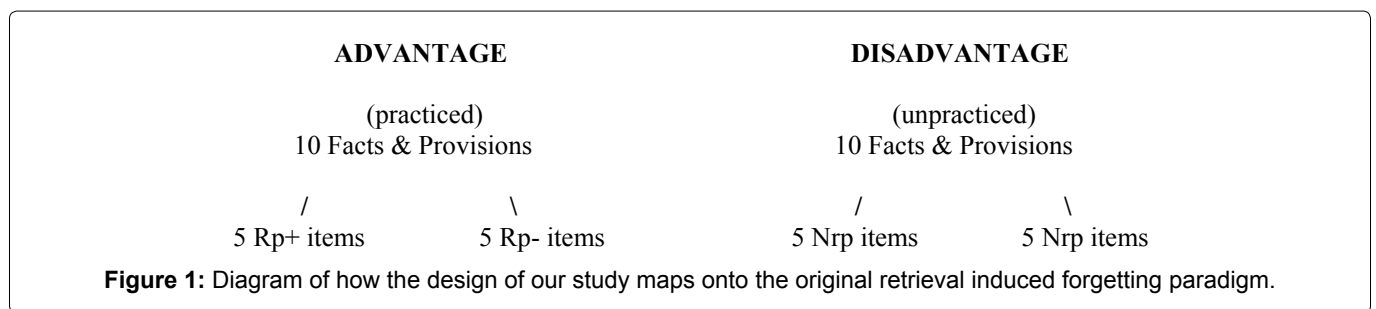 ADVANTAGE DISADVANTAGE
(practiced) (unpracticed)
10 Facts & Provisions 10 Facts & Provisions
/ \ / \
5 Rp+ items 5 Rp- items 5 Nrp items 5 Nrp items
Figure 1: Diagram of how the design of our study maps onto the original retrieval induced forgetting paradigm.